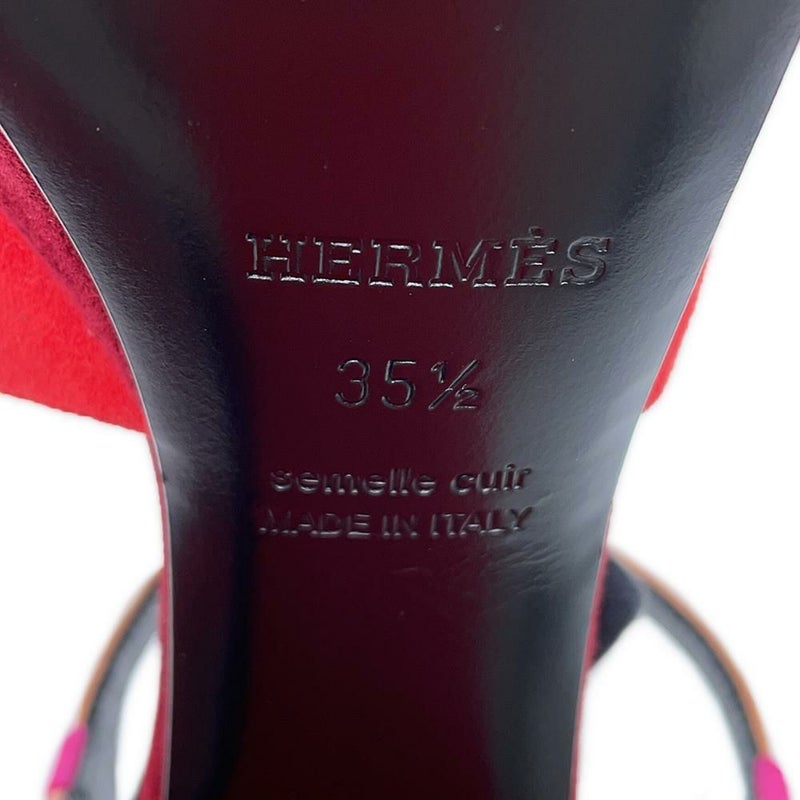 HERMÈS
35½
semelle cuir
MADE IN ITALY